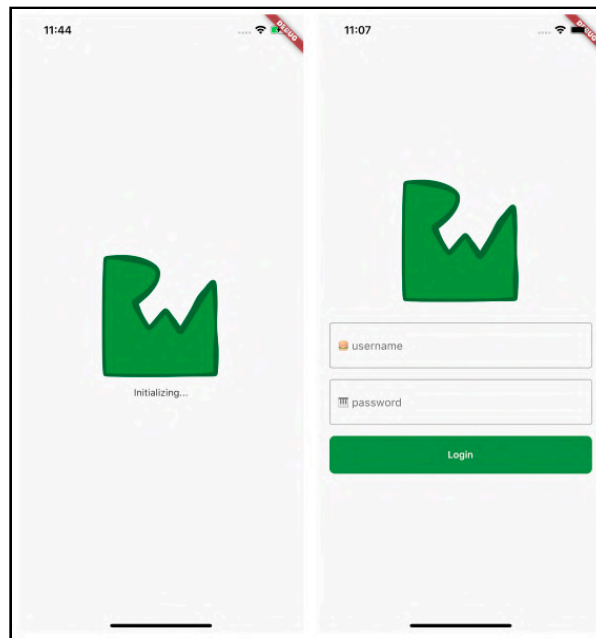 11:44
DEBUG
Initializing...
11:07
DEBUG
🍔 username
🎹 password
Login